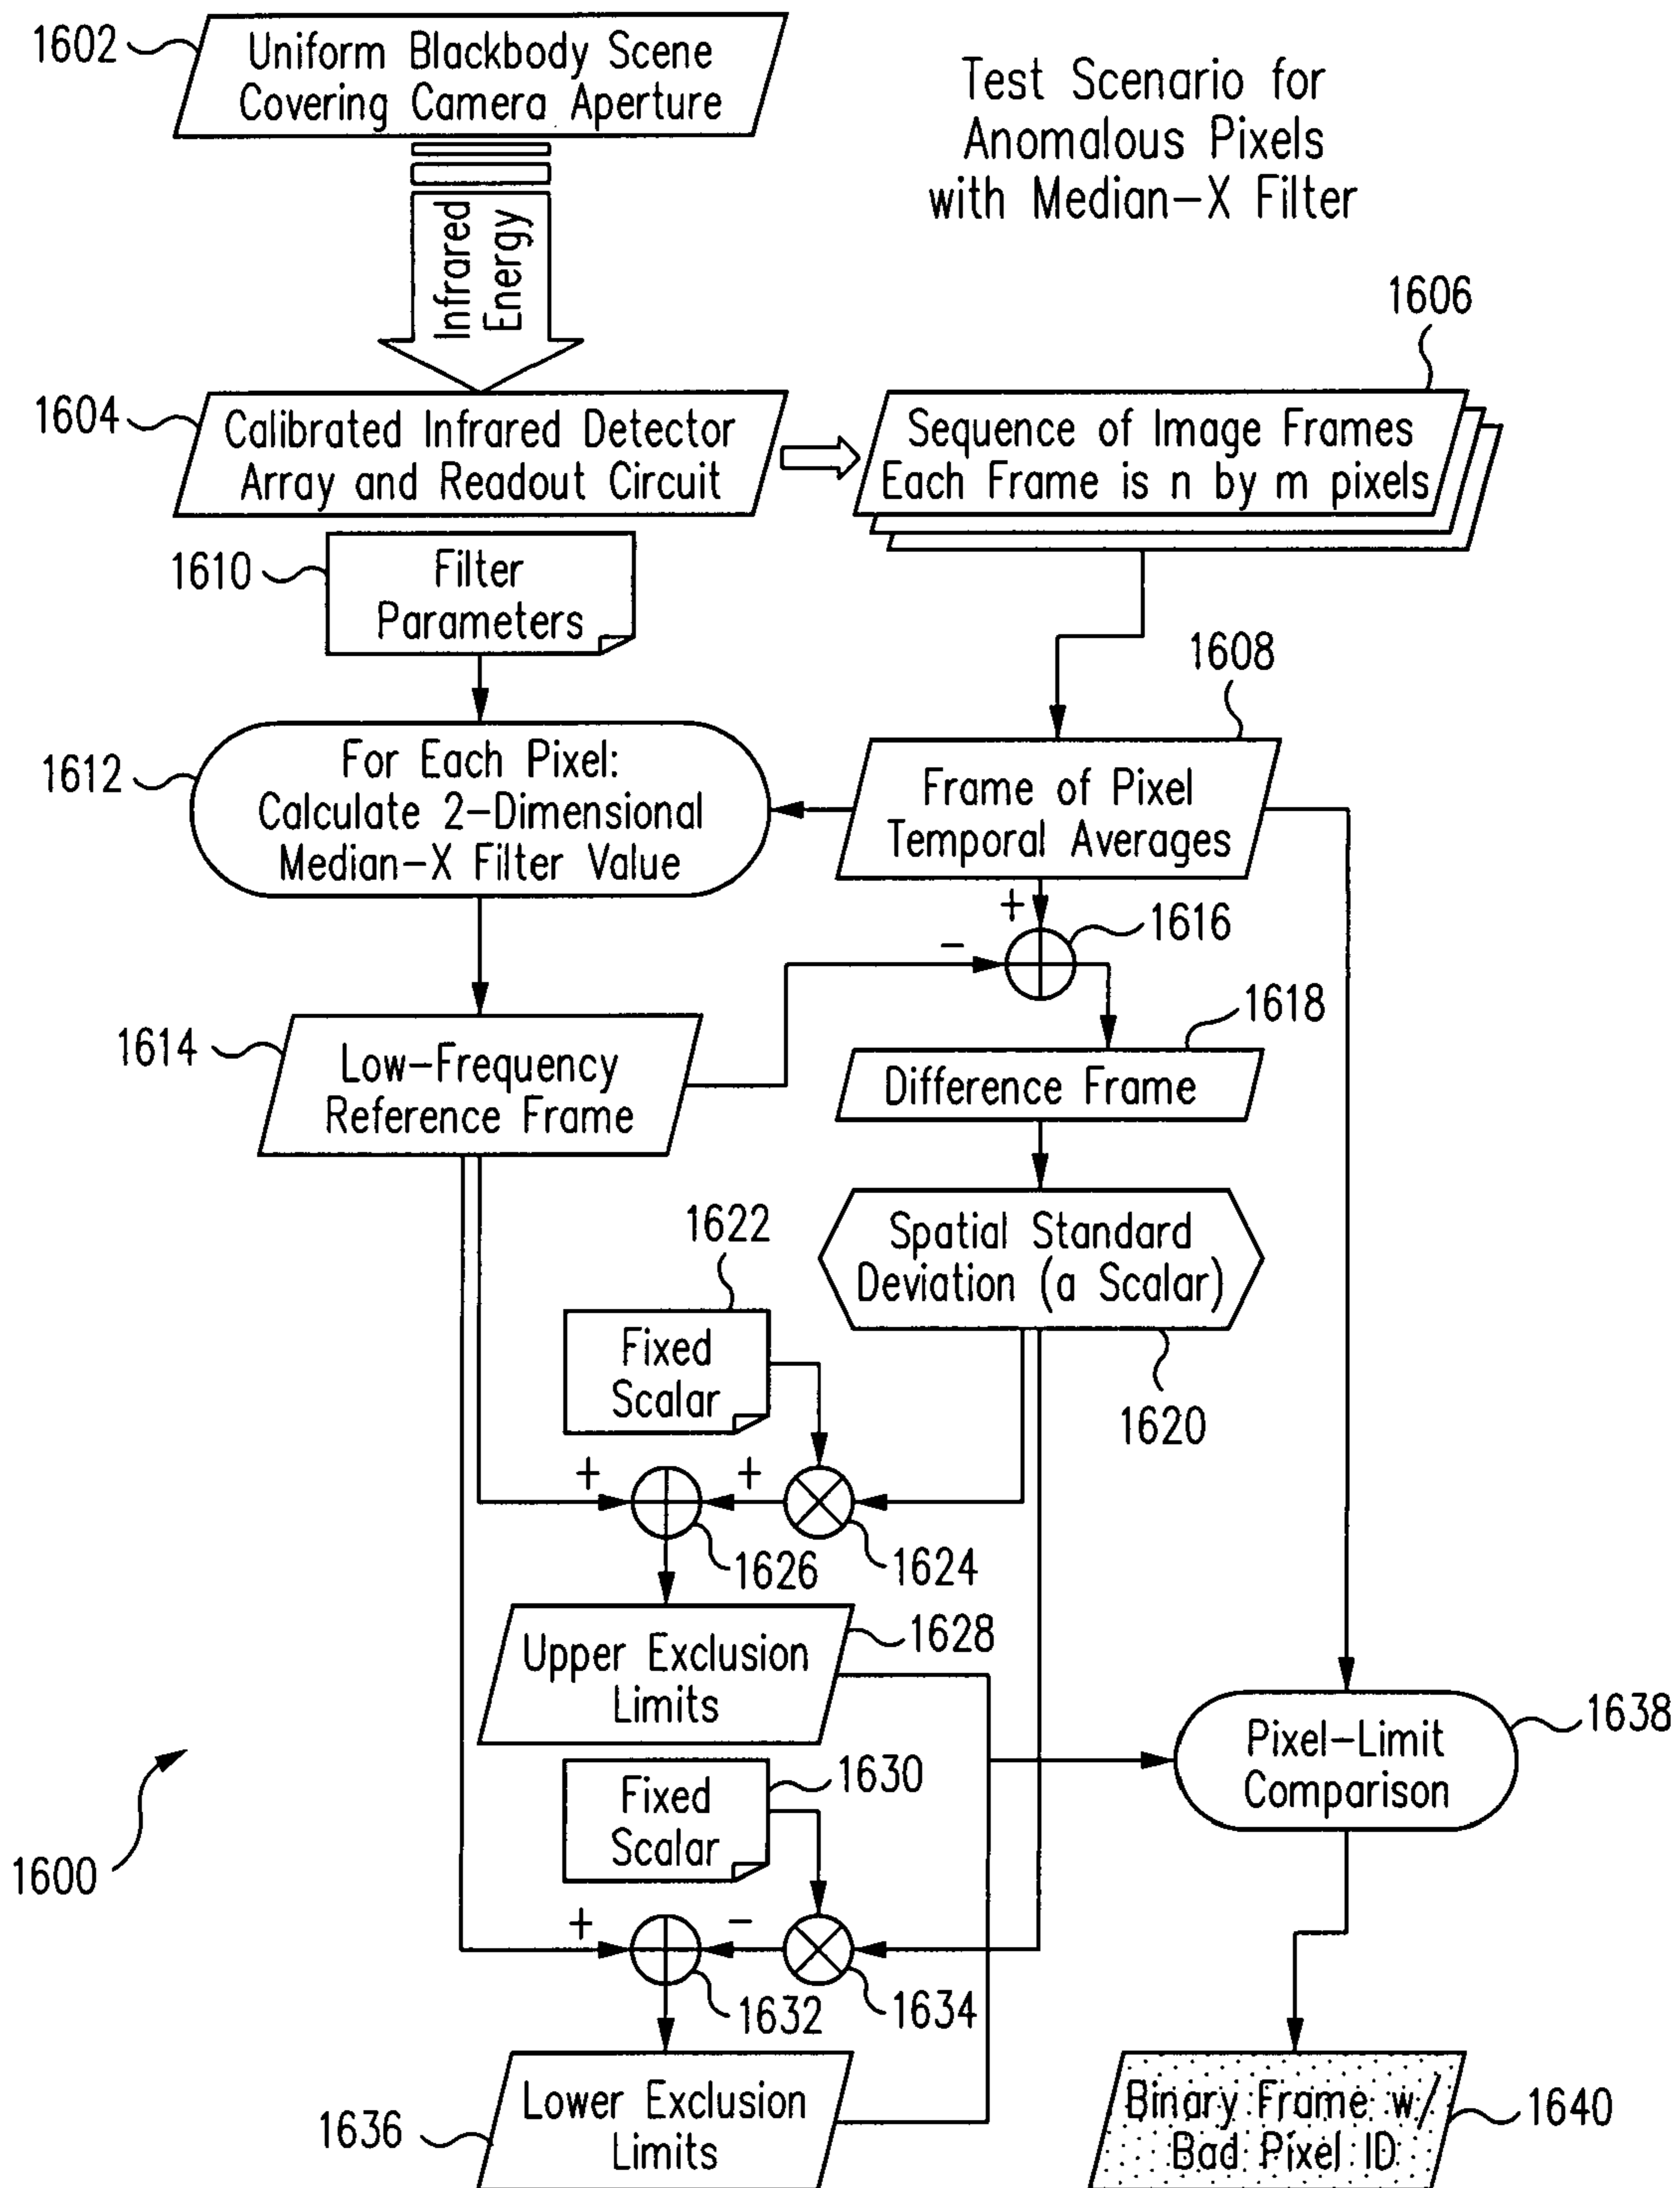 1602
Uniform Blackbody Scene
Covering Camera Aperture
Test Scenario for
Anomalous Pixels
with Median-X Filter
Infrared
Energy
1606
1604
Calibrated Infrared Detector
Array and Readout Circuit
Sequence of Image Frames
Each Frame is n by m pixels
1610
Filter
Parameters
1608
1612
For Each Pixel:
Calculate 2-Dimensional
Median-X Filter Value
Frame of Pixel
Temporal Averages
+
1616
-
1618
1614
Low-Frequency
Reference Frame
Difference Frame
1622
Spatial Standard
Deviation (a Scalar)
Fixed
Scalar
1620
+
+
1626
1624
1628
Upper Exclusion
Limits
1638
Pixel-Limit
Comparison
1630
Fixed
Scalar
1600
+
-
1632
1634
1636
Lower Exclusion
Limits
Binary Frame w/
Bad Pixel ID
1640